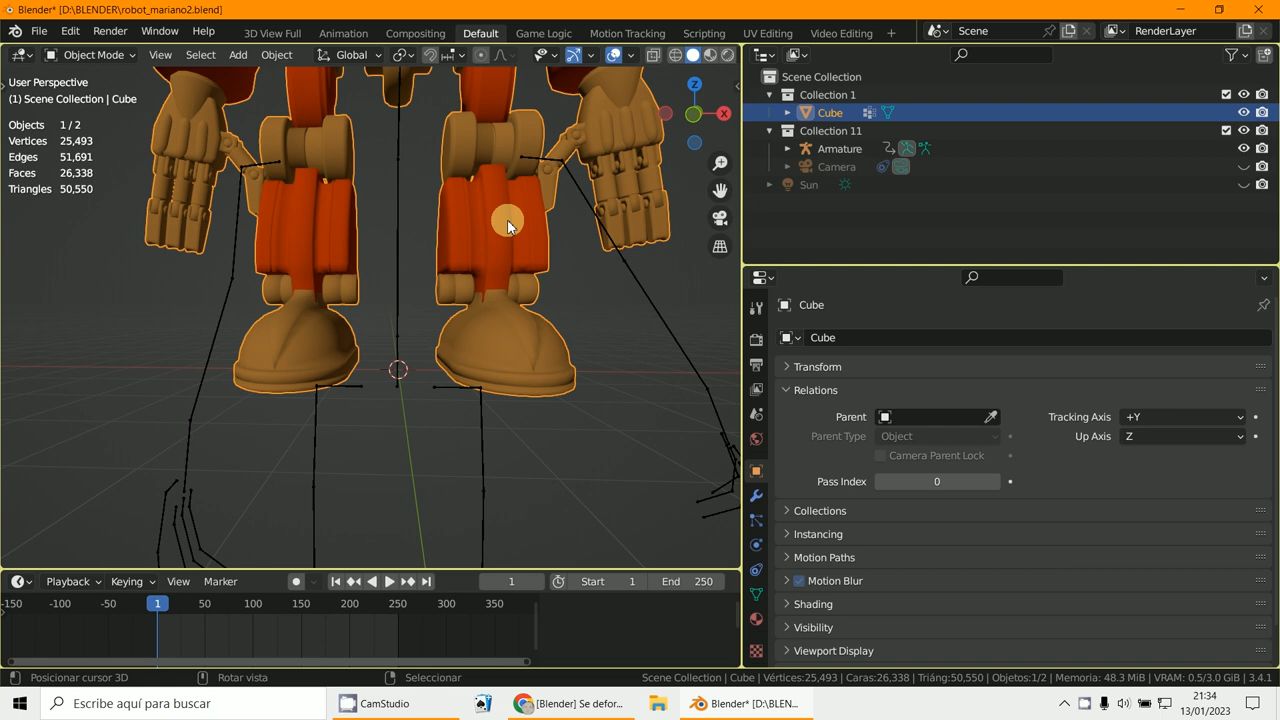 Blender* [D:\BLENDER\robot_mariano2.blend]
File Edit Render Window Help 3D View Full Animation Compositing Default Game Logic Motion Tracking Scripting UV Editing Video Editing + Scene RenderLayer
Object Mode View Select Add Object Global
User Perspective
(1) Scene Collection | Cube
Objects 1/2
Vertices 25,493
Edges 51,691
Faces 26,338
Triangles 50,550
Z
X
Scene Collection
Collection 1
Cube
Collection 11
Armature
Camera
Sun
Cube
Cube
Transform
Relations
Parent Tracking Axis +Y
Parent Type Object Up Axis Z
Camera Parent Lock
Pass Index 0
Collections
Instancing
Motion Paths
Motion Blur
Shading
Visibility
Viewport Display
Playback Keying View Marker 1 Start 1 End 250
-150 -100 -50 1 50 100 150 200 250 300 350
Posicionar cursor 3D Rotar vista Seleccionar Scene Collection | Cube | Vértices:25,493 | Caras:26,338 | Triáng:50,550 | Objetos:1/2 | Memoria: 48.3 MiB | VRAM: 0.5/3.0 GiB | 3.4.1
Escribe aquí para buscar CamStudio [Blender] Se defor... Blender* [D:\BLEN... 21:34
13/01/2023